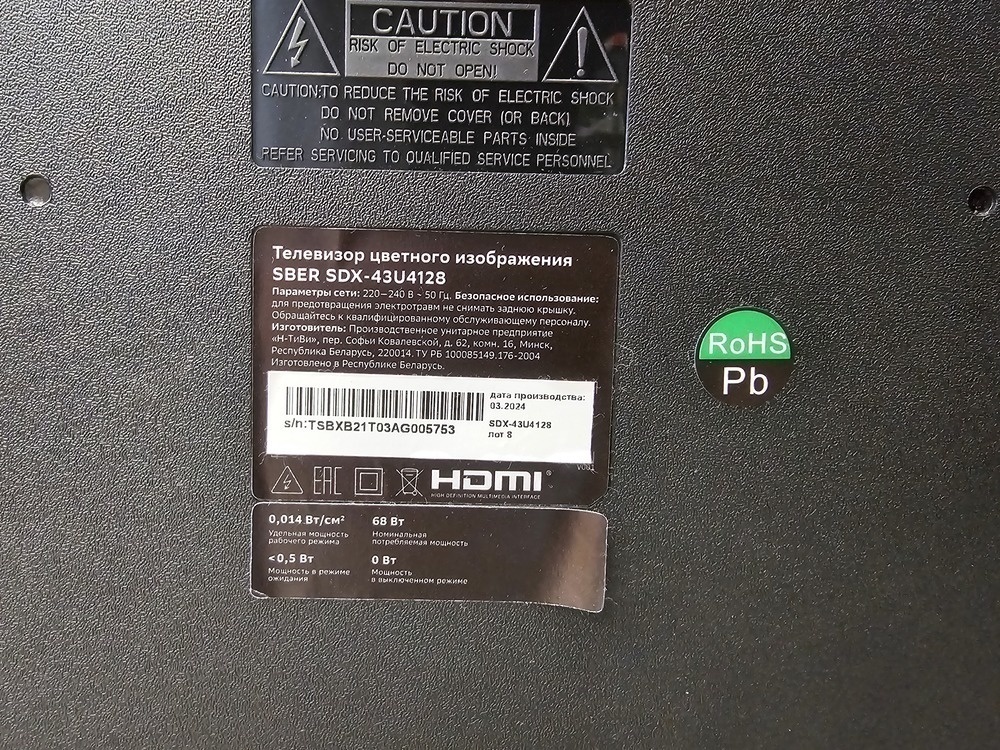 CAUTION
RISK OF ELECTRIC SHOCK
DO NOT OPEN!
CAUTION:TO REDUCE THE RISK OF ELECTRIC SHOCK
DO NOT REMOVE COVER (OR BACK)
NO USER-SERVICEABLE PARTS INSIDE
REFER SERVICING TO QUALIFIED SERVICE PERSONNEL
Телевизор цветного изображения
SBER SDX-43U4128
Параметры сети: 220–240 В ~ 50 Гц. Безопасное использование:
для предотвращения электротравм не снимать заднюю крышку.
Обращайтесь к квалифицированному обслуживающему персоналу.
Изготовитель: Производственное унитарное предприятие
«Н-ТиВи», пер. Софьи Ковалевской, д. 62, комн. 16, Минск,
Республика Беларусь, 220014. ТУ РБ 100085149.176-2004
Изготовлено в Республике Беларусь.
дата производства:
03.2024
s/n:TSBXB21T03AG005753
SDX-43U4128
лот 8
EAC
HDMI®
HIGH DEFINITION MULTIMEDIA INTERFACE
RoHS
Pb
0,014 Вт/см²
Удельная мощность
рабочего режима
68 Вт
Номинальная
потребляемая мощность
<0,5 Вт
Мощность в режиме
ожидания
0 Вт
Мощность
в выключенном режиме